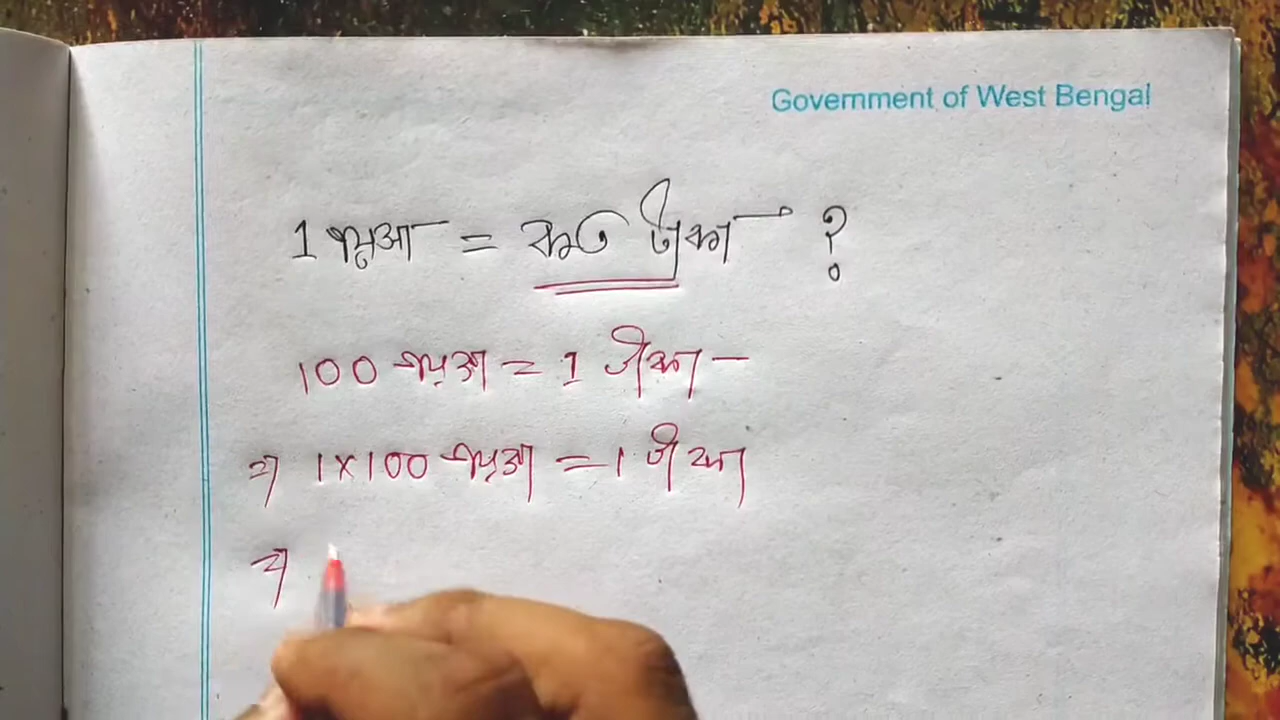 Government of West Bengal
1 পয়সা = কত টাকা ?
100 পয়সা = 1 টাকা
⇒ 1×100 পয়সা = 1 টাকা
⇒